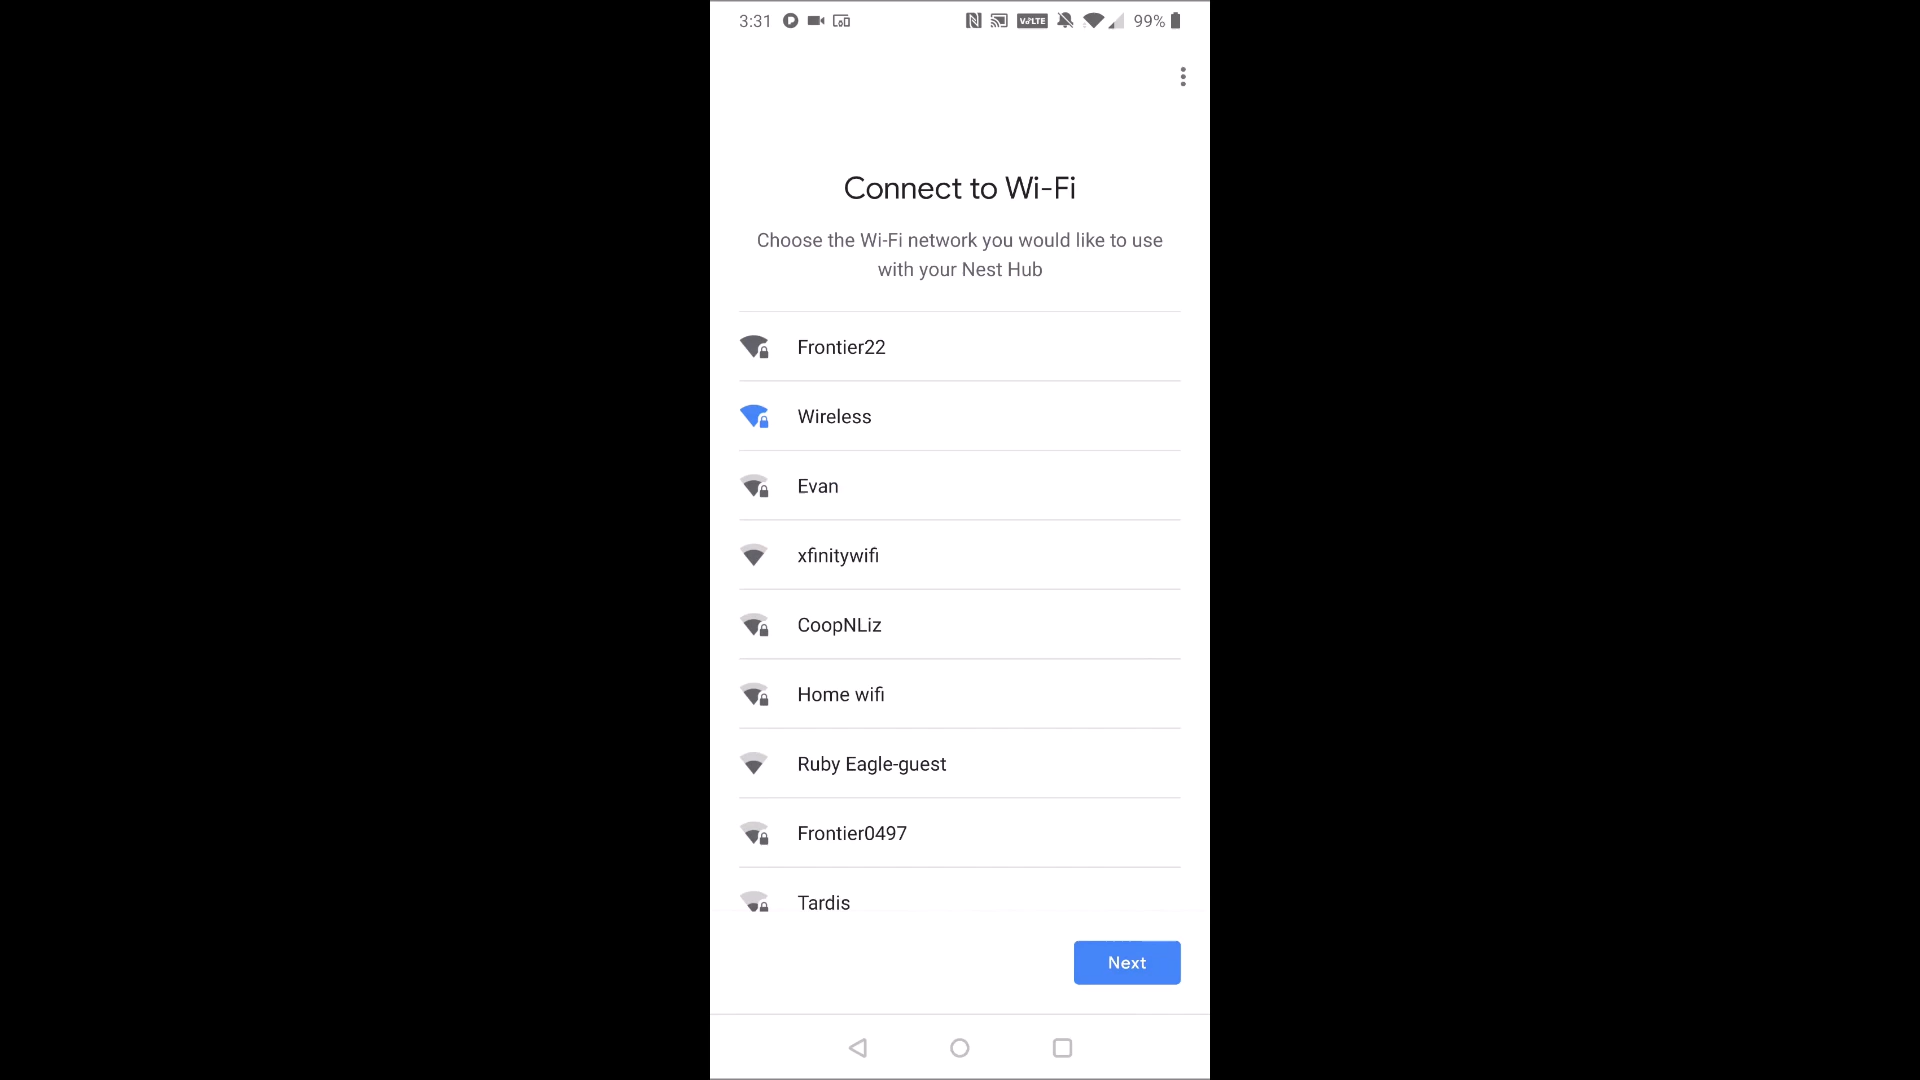 3:31 VoLTE 99%
Connect to Wi-Fi
Choose the Wi-Fi network you would like to use
with your Nest Hub
Frontier22
Wireless
Evan
xfinitywifi
CoopNLiz
Home wifi
Ruby Eagle-guest
Frontier0497
Tardis
Next